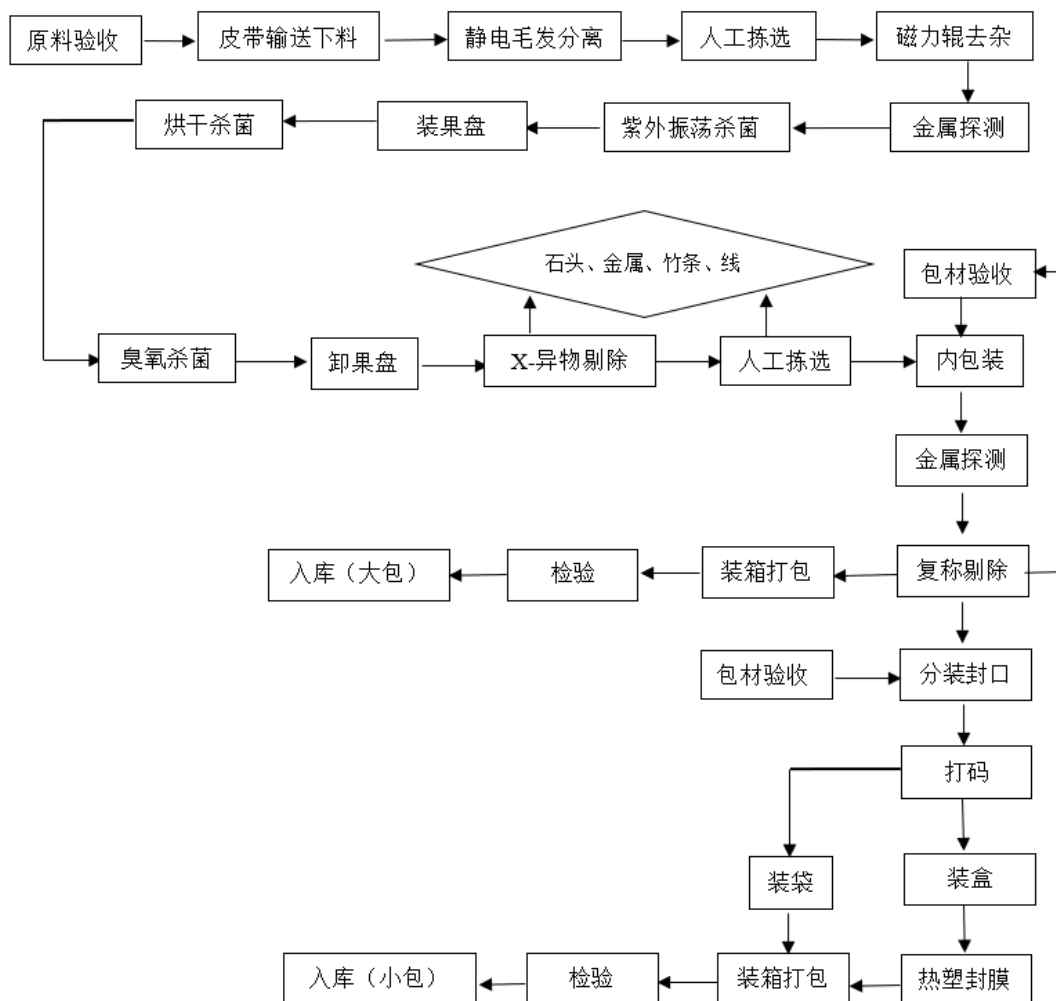 原料验收
皮带输送下料
静电毛发分离
人工拣选
磁力辊去杂
烘干杀菌
装果盘
紫外振荡杀菌
金属探测
石头、金属、竹条、线
包材验收
臭氧杀菌
卸果盘
X-异物剔除
人工拣选
内包装
金属探测
入库（大包）
检验
装箱打包
复称剔除
包材验收
分装封口
打码
装袋
装盒
入库（小包）
检验
装箱打包
热塑封膜